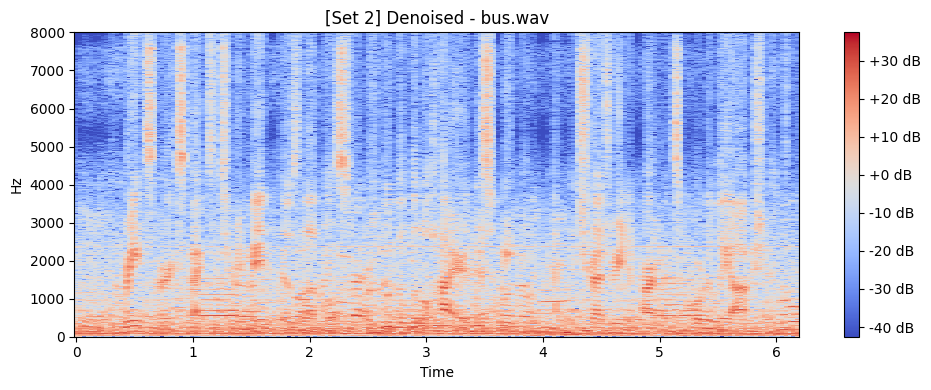 [Set 2] Denoised - bus.wav
8000
7000
6000
5000
4000
3000
2000
1000
0
Hz
0 1 2 3 4 5 6
Time
+30 dB
+20 dB
+10 dB
+0 dB
-10 dB
-20 dB
-30 dB
-40 dB